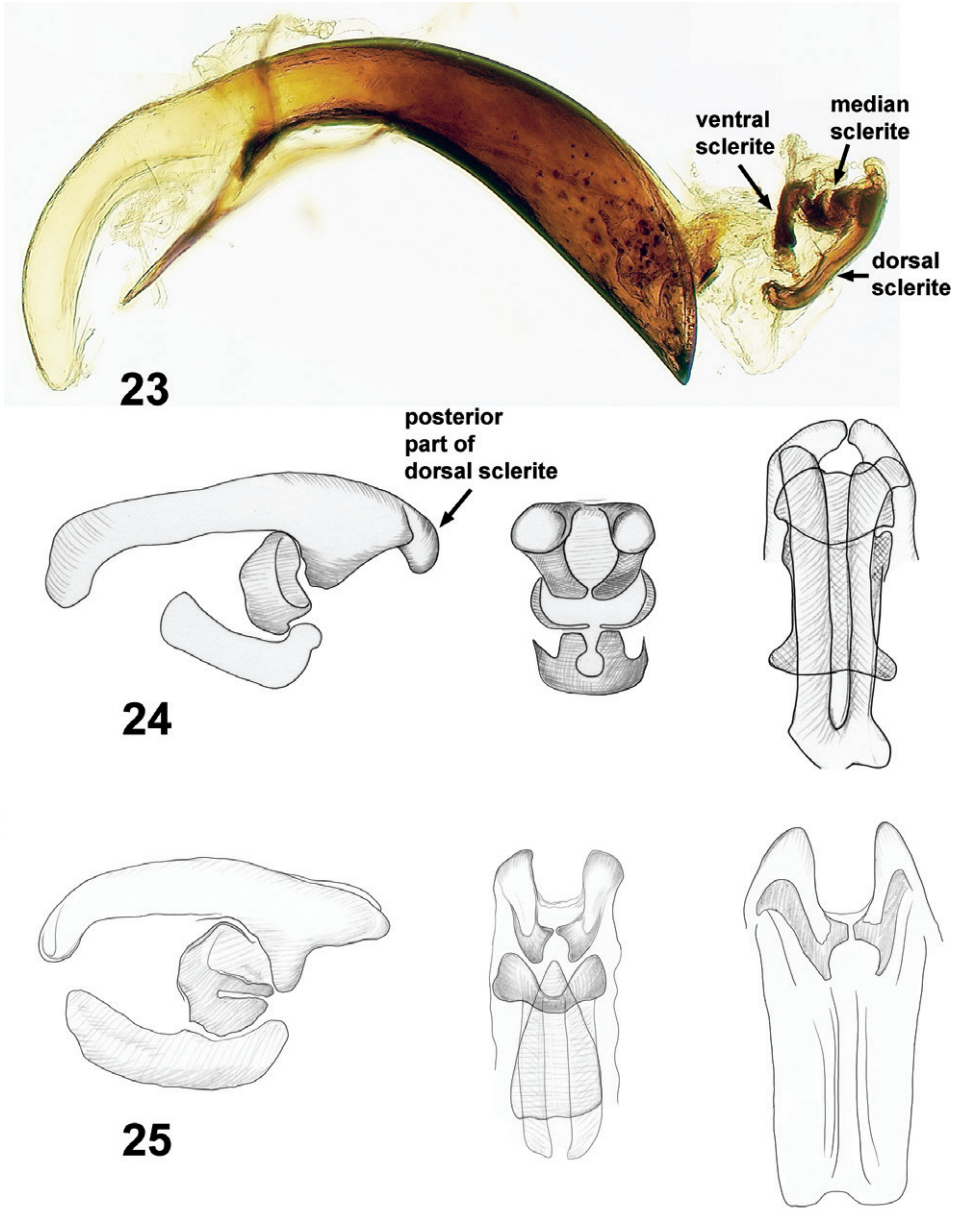 ventral
sclerite
median
sclerite
dorsal
sclerite
23
posterior
part of
dorsal sclerite
24
25